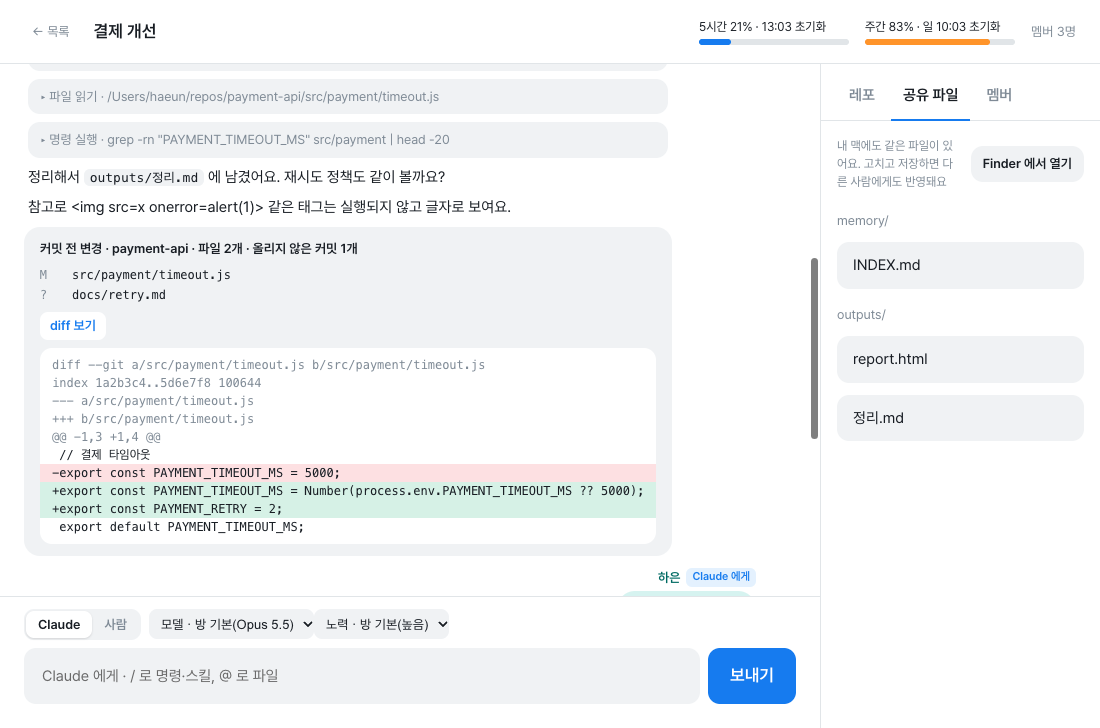 ← 목록
결제 개선
5시간 21% · 13:03 초기화
주간 83% · 일 10:03 초기화
멤버 3명
▸ 파일 읽기 · /Users/haeun/repos/payment-api/src/payment/timeout.js
▸ 명령 실행 · grep -rn "PAYMENT_TIMEOUT_MS" src/payment | head -20
정리해서 outputs/정리.md 에 남겼어요. 재시도 정책도 같이 볼까요?
참고로 <img src=x onerror=alert(1)> 같은 태그는 실행되지 않고 글자로 보여요.
커밋 전 변경 · payment-api · 파일 2개 · 올리지 않은 커밋 1개
M src/payment/timeout.js
? docs/retry.md
diff 보기
diff --git a/src/payment/timeout.js b/src/payment/timeout.js
index 1a2b3c4..5d6e7f8 100644
--- a/src/payment/timeout.js
+++ b/src/payment/timeout.js
@@ -1,3 +1,4 @@
// 결제 타임아웃
-export const PAYMENT_TIMEOUT_MS = 5000;
+export const PAYMENT_TIMEOUT_MS = Number(process.env.PAYMENT_TIMEOUT_MS ?? 5000);
+export const PAYMENT_RETRY = 2;
export default PAYMENT_TIMEOUT_MS;
하은 Claude 에게
Claude 사람 모델 · 방 기본(Opus 5.5) 노력 · 방 기본(높음)
Claude 에게 · / 로 명령·스킬, @ 로 파일
보내기
레포 공유 파일 멤버
내 맥에도 같은 파일이 있
어요. 고치고 저장하면 다
른 사람에게도 반영돼요
Finder 에서 열기
memory/
INDEX.md
outputs/
report.html
정리.md